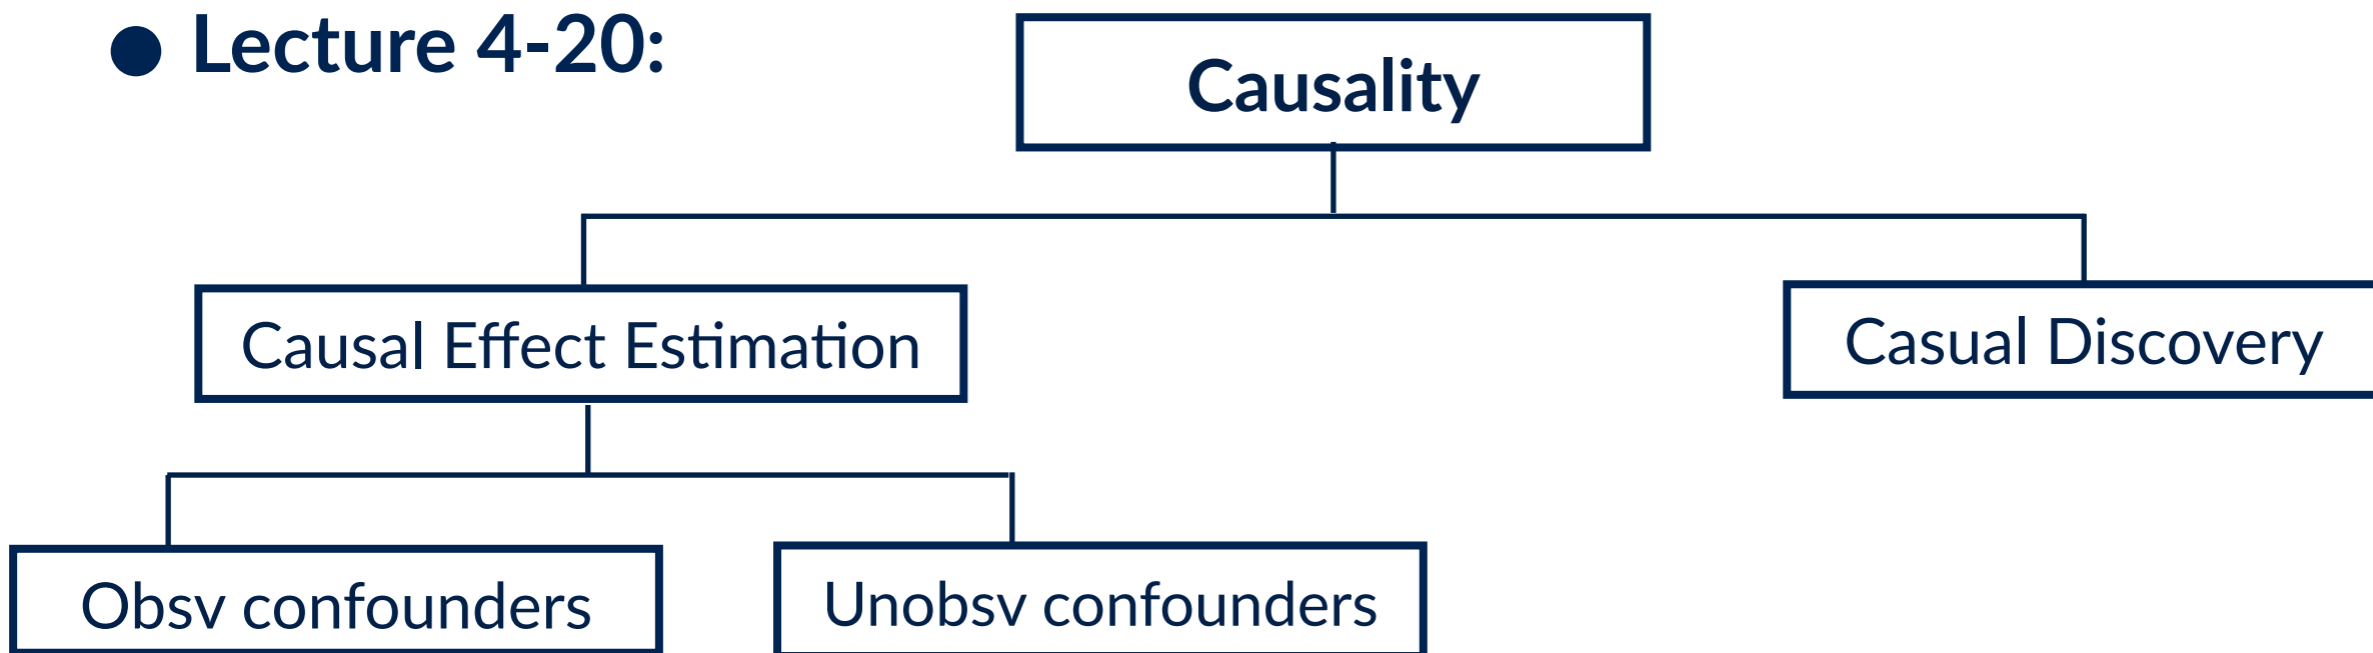 ● Lecture 4-20:
Causality
Causal Effect Estimation
Casual Discovery
Obsv confounders
Unobsv confounders